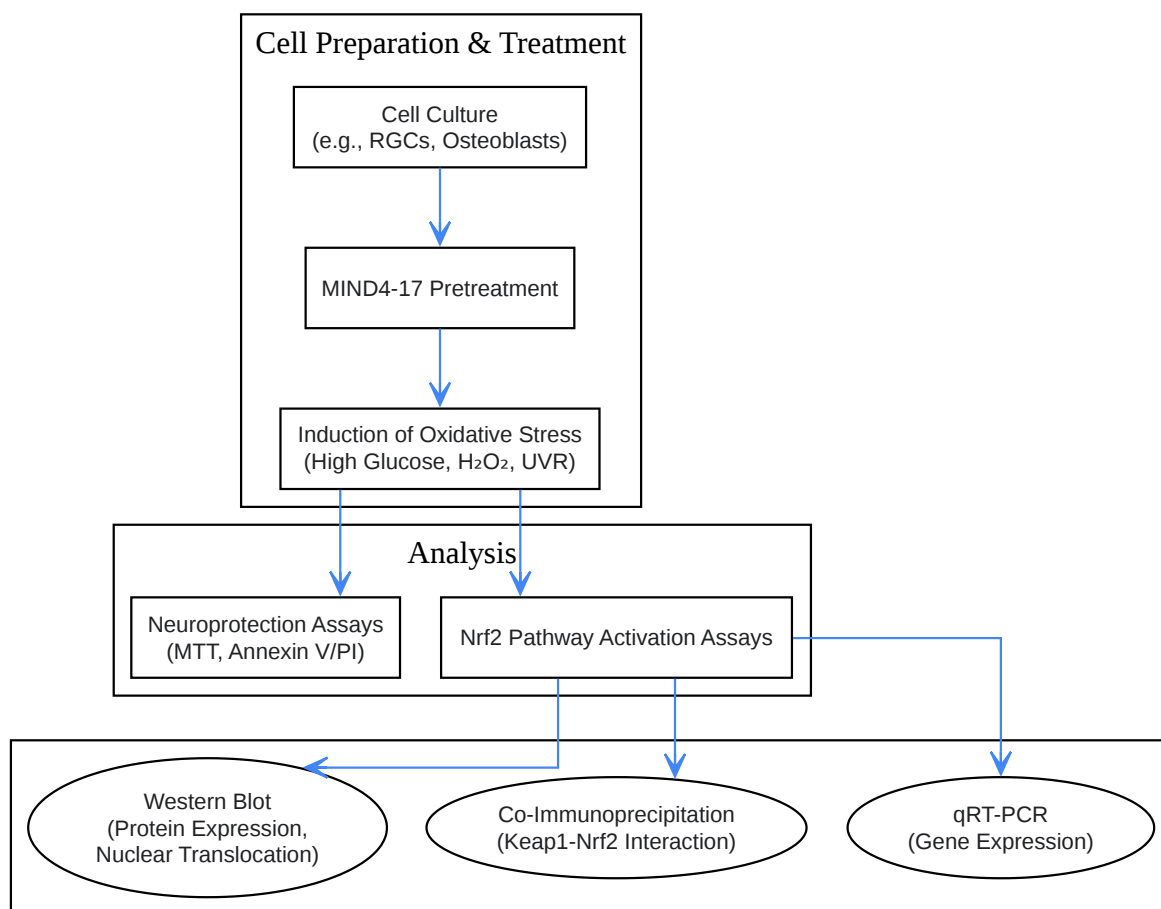 Cell Preparation & Treatment
Cell Culture
(e.g., RGCs, Osteoblasts)
MIND4-17 Pretreatment
Induction of Oxidative Stress
(High Glucose, H₂O₂, UVR)
Analysis
Neuroprotection Assays
(MTT, Annexin V/PI)
Nrf2 Pathway Activation Assays
Western Blot
(Protein Expression,
Nuclear Translocation)
Co-Immunoprecipitation
(Keap1-Nrf2 Interaction)
qRT-PCR
(Gene Expression)